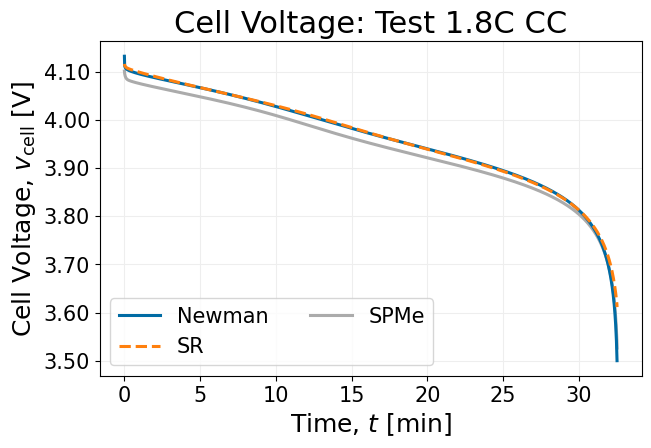 Cell Voltage: Test 1.8C CC
Cell Voltage, v_cell [V]
4.10
4.00
3.90
3.80
3.70
3.60
3.50
Newman
SR
SPMe
0 5 10 15 20 25 30
Time, t [min]